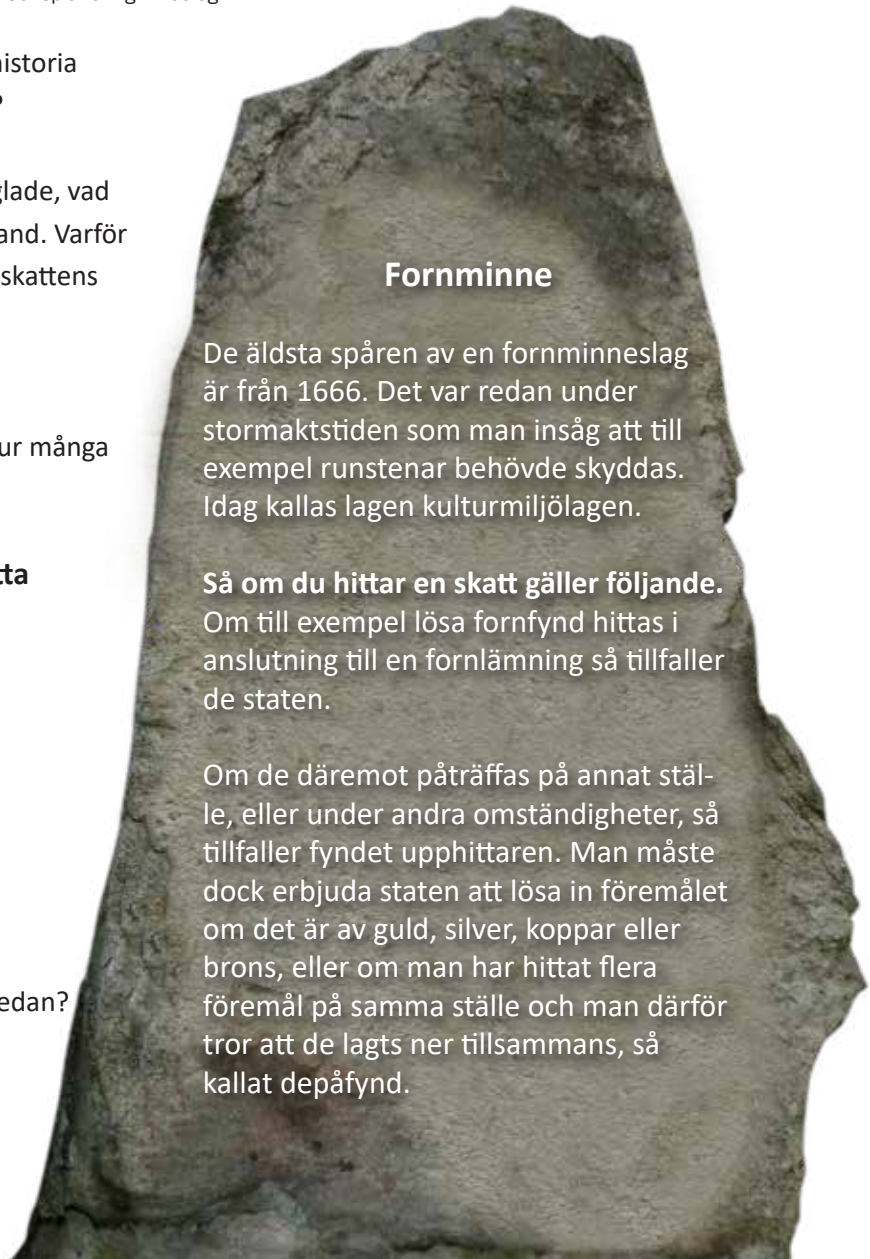 historia
glade, vad
and. Varför
skattens
ur många
tta
edan?
Fornminne
De äldsta spåren av en fornminneslag
är från 1666. Det var redan under
stormaktstiden som man insåg att till
exempel runstenar behövde skyddas.
Idag kallas lagen kulturmiljölagen.
Så om du hittar en skatt gäller följande.
Om till exempel lösa fornfynd hittas i
anslutning till en fornlämning så tillfaller
de staten.
Om de däremot påträffas på annat stäl-
le, eller under andra omständigheter, så
tillfaller fyndet upphittaren. Man måste
dock erbjuda staten att lösa in föremålet
om det är av guld, silver, koppar eller
brons, eller om man har hittat flera
föremål på samma ställe och man därför
tror att de lagts ner tillsammans, så
kallat depåfynd.